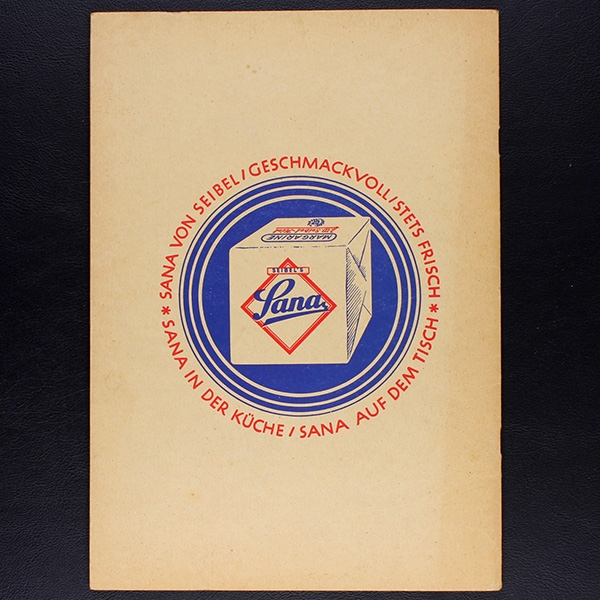 SANA VON SEIBEL / GESCHMACKVOLL / STETS FRISCH *
SANA IN DER KÜCHE / SANA AUF DEM TISCH *
MARGARINE
SEIBEL'S
Sana